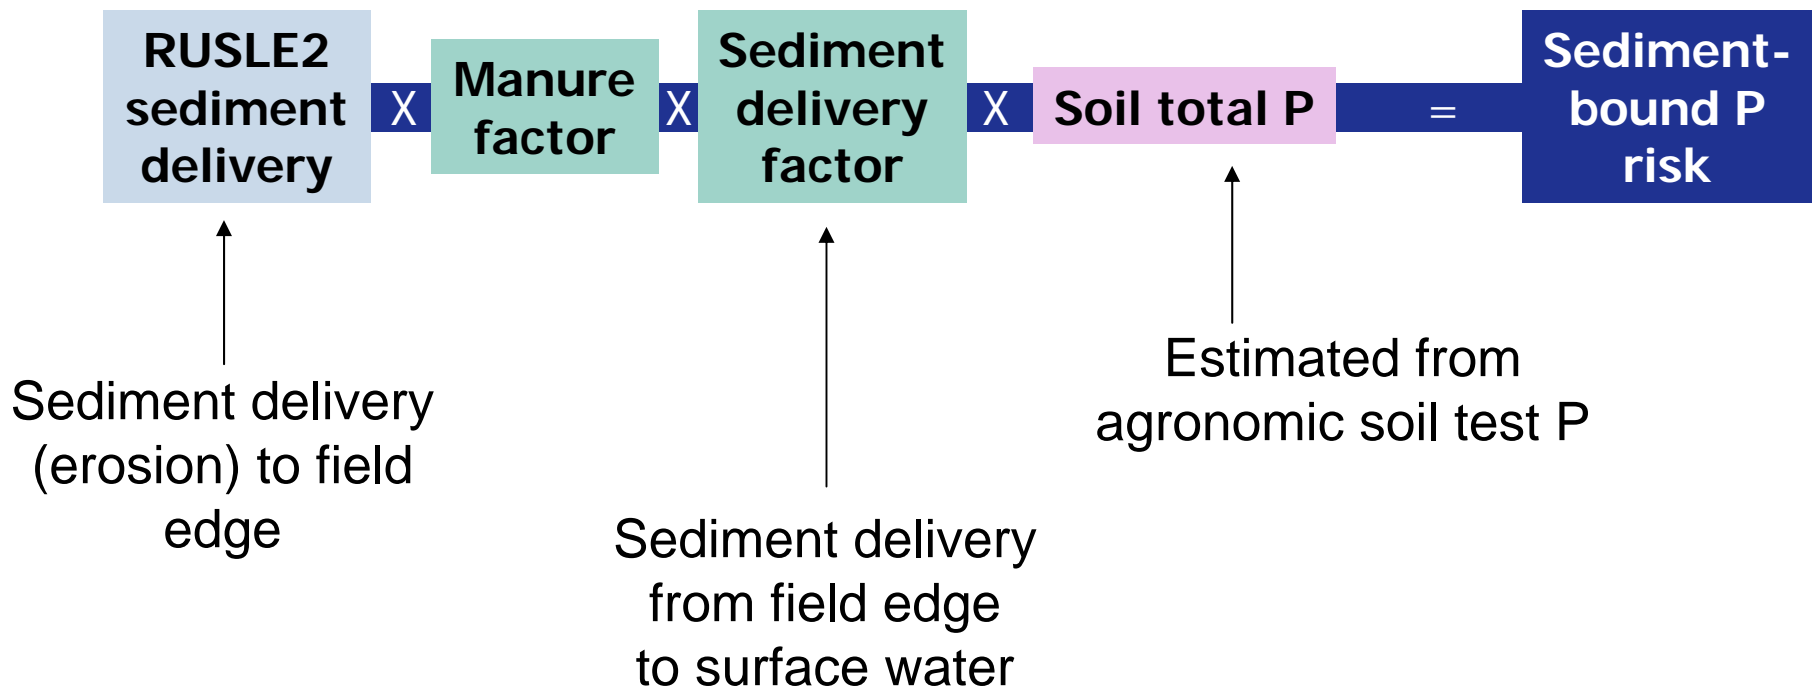 RUSLE2
sediment
delivery
X
Manure
factor
X
Sediment
delivery
factor
X
Soil total P
=
Sediment-
bound P
risk
Sediment delivery
(erosion) to field
edge
Sediment delivery
from field edge
to surface water
Estimated from
agronomic soil test P